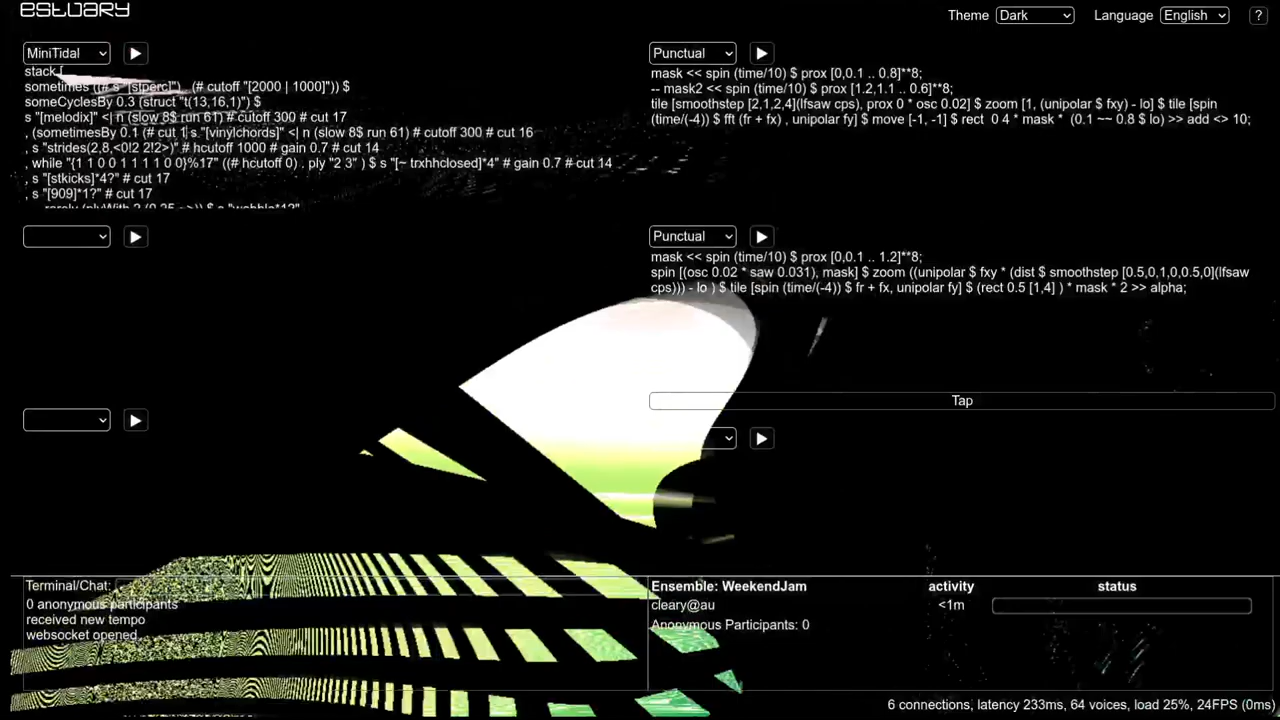 estuary
Theme Dark Language English ?
MiniTidal
stack [
sometimes ((# s "[stperc]") . (# cutoff "[2000 | 1000]")) $
someCyclesBy 0.3 (struct "t(13,16,1)") $
s "[melodix]" <| n (slow 8$ run 61) # cutoff 300 # cut 17
, (sometimesBy 0.1 (# cut 1 s "[vinylchords]" <| n (slow 8$ run 61) # cutoff 300 # cut 16
, s "strides(2,8,<0!2 2!2>)" # hcutoff 1000 # gain 0.7 # cut 14
, while "{1 1 0 0 1 1 1 1 0 0}%17" ((# hcutoff 0) . ply "2 3" ) $ s "[~ trxhhclosed]*4" # gain 0.7 # cut 14
, s "[stkicks]*4?" # cut 17
, s "[909]*1?" # cut 17
Punctual
mask << spin (time/10) $ prox [0,0.1 .. 0.8]**8;
-- mask2 << spin (time/10) $ prox [1.2,1.1 .. 0.6]**8;
tile [smoothstep [2,1,2,4](lfsaw cps), prox 0 * osc 0.02] $ zoom [1, (unipolar $ fxy) - lo] $ tile [spin
(time/(-4)) $ fft (fr + fx) , unipolar fy] $ move [-1, -1] $ rect 0 4 * mask * (0.1 ~~ 0.8 $ lo) >> add <> 10;
Punctual
mask << spin (time/10) $ prox [0,0.1 .. 1.2]**8;
spin [(osc 0.02 * saw 0.031), mask] $ zoom ((unipolar $ fxy * (dist $ smoothstep [0.5,0,1,0,0.5,0](lfsaw
cps))) - lo ) $ tile [spin (time/(-4)) $ fr + fx, unipolar fy] $ (rect 0.5 [1,4] ) * mask * 2 >> alpha;
Tap
Terminal/Chat:
0 anonymous participants
received new tempo
websocket opened
Ensemble: WeekendJam activity status
cleary@au <1m
Anonymous Participants: 0
6 connections, latency 233ms, 64 voices, load 25%, 24FPS (0ms)